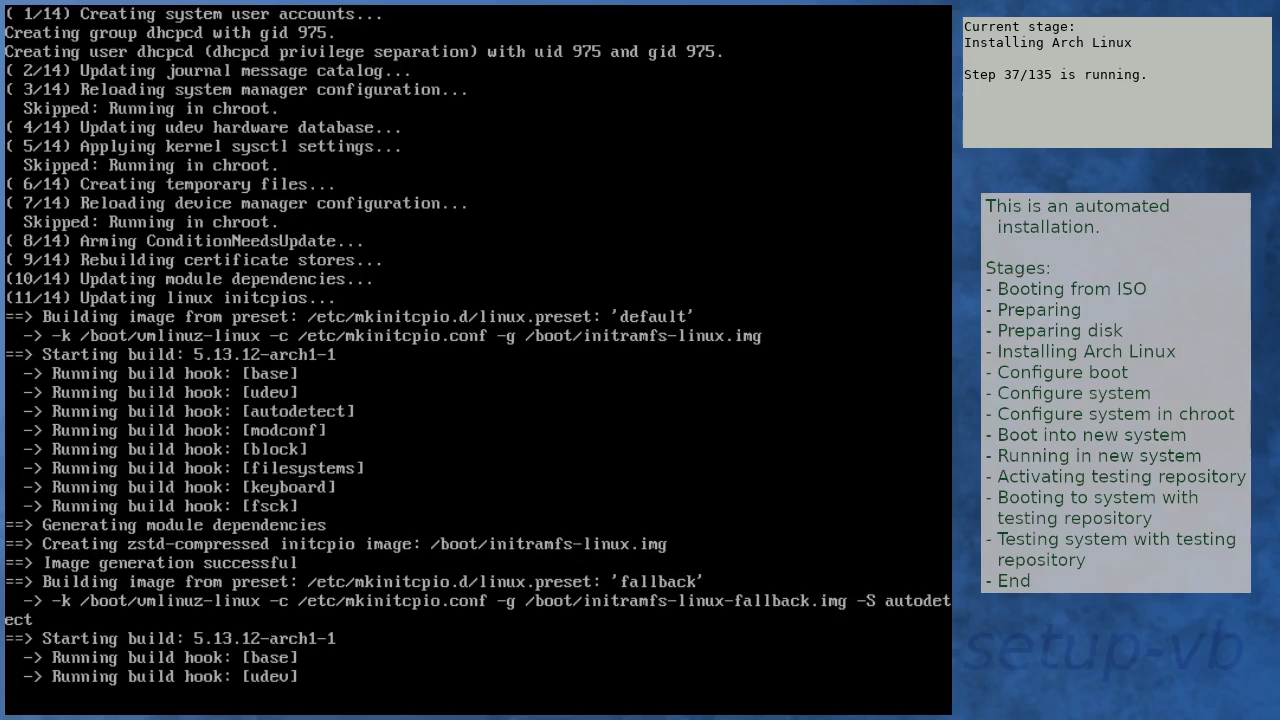 ( 1/14) Creating system user accounts...
Creating group dhcpcd with gid 975.
Creating user dhcpcd (dhcpcd privilege separation) with uid 975 and gid 975.
( 2/14) Updating journal message catalog...
( 3/14) Reloading system manager configuration...
  Skipped: Running in chroot.
( 4/14) Updating udev hardware database...
( 5/14) Applying kernel sysctl settings...
  Skipped: Running in chroot.
( 6/14) Creating temporary files...
( 7/14) Reloading device manager configuration...
  Skipped: Running in chroot.
( 8/14) Arming ConditionNeedsUpdate...
( 9/14) Rebuilding certificate stores...
(10/14) Updating module dependencies...
(11/14) Updating linux initcpios...
==> Building image from preset: /etc/mkinitcpio.d/linux.preset: 'default'
  -> -k /boot/vmlinuz-linux -c /etc/mkinitcpio.conf -g /boot/initramfs-linux.img
==> Starting build: 5.13.12-arch1-1
  -> Running build hook: [base]
  -> Running build hook: [udev]
  -> Running build hook: [autodetect]
  -> Running build hook: [modconf]
  -> Running build hook: [block]
  -> Running build hook: [filesystems]
  -> Running build hook: [keyboard]
  -> Running build hook: [fsck]
==> Generating module dependencies
==> Creating zstd-compressed initcpio image: /boot/initramfs-linux.img
==> Image generation successful
==> Building image from preset: /etc/mkinitcpio.d/linux.preset: 'fallback'
  -> -k /boot/vmlinuz-linux -c /etc/mkinitcpio.conf -g /boot/initramfs-linux-fallback.img -S autodet
ect
==> Starting build: 5.13.12-arch1-1
  -> Running build hook: [base]
  -> Running build hook: [udev]
Current stage:
Installing Arch Linux
Step 37/135 is running.
This is an automated
installation.
Stages:
- Booting from ISO
- Preparing
- Preparing disk
- Installing Arch Linux
- Configure boot
- Configure system
- Configure system in chroot
- Boot into new system
- Running in new system
- Activating testing repository
- Booting to system with
testing repository
- Testing system with testing
repository
- End
setup-vb